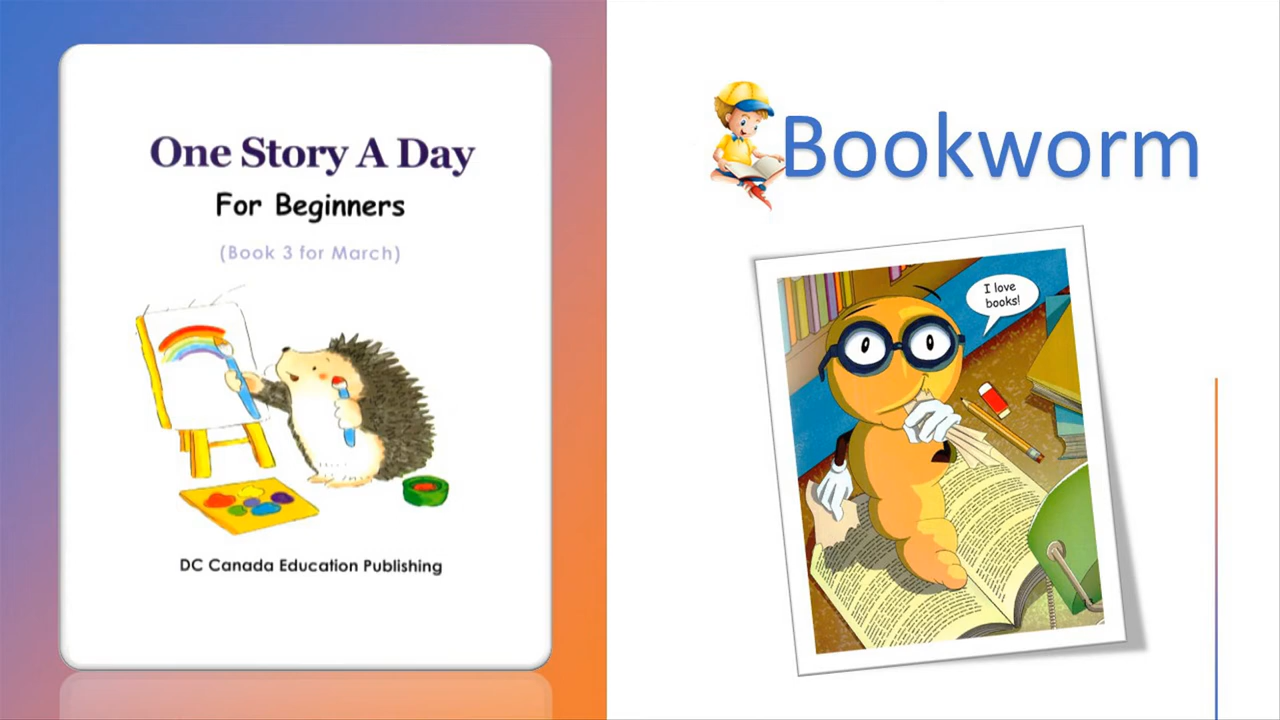 One Story A Day
For Beginners
(Book 3 for March)
DC Canada Education Publishing
Bookworm
I love
books!